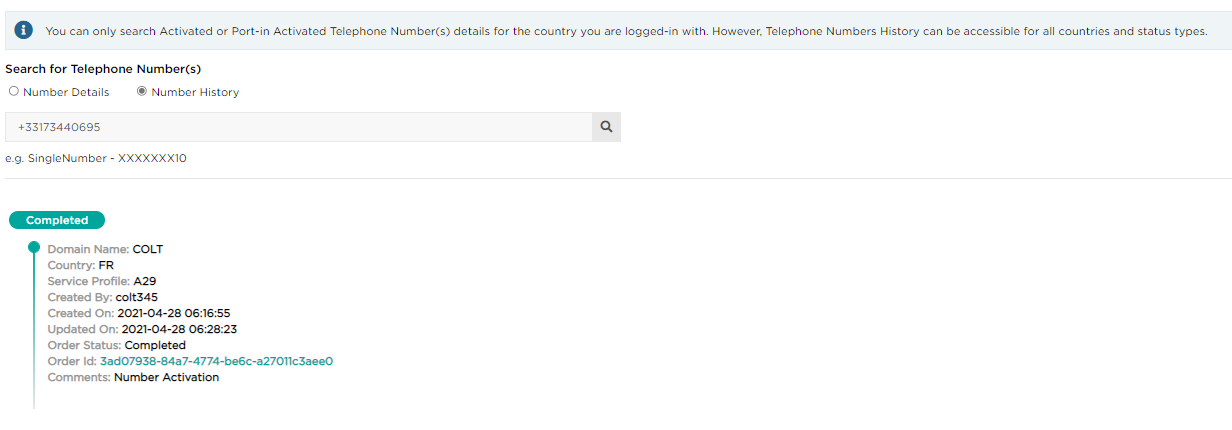 You can only search Activated or Port-in Activated Telephone Number(s) details for the country you are logged-in with. However, Telephone Numbers History can be accessible for all countries and status types.
Search for Telephone Number(s)
Number Details Number History
+33173440695
e.g. SingleNumber - XXXXXXX10
Completed
Domain Name: COLT
Country: FR
Service Profile: A29
Created By: colt345
Created On: 2021-04-28 06:16:55
Updated On: 2021-04-28 06:28:23
Order Status: Completed
Order Id: 3ad07938-84a7-4774-be6c-a27011c3aee0
Comments: Number Activation